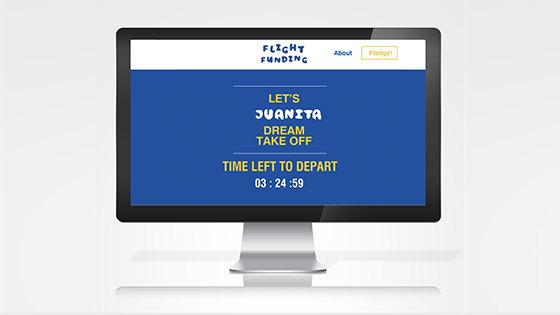 FLIGHT
FUNDING
About
Pledge!
LET'S
JUANITA
DREAM
TAKE OFF
TIME LEFT TO DEPART
03 : 24 :59